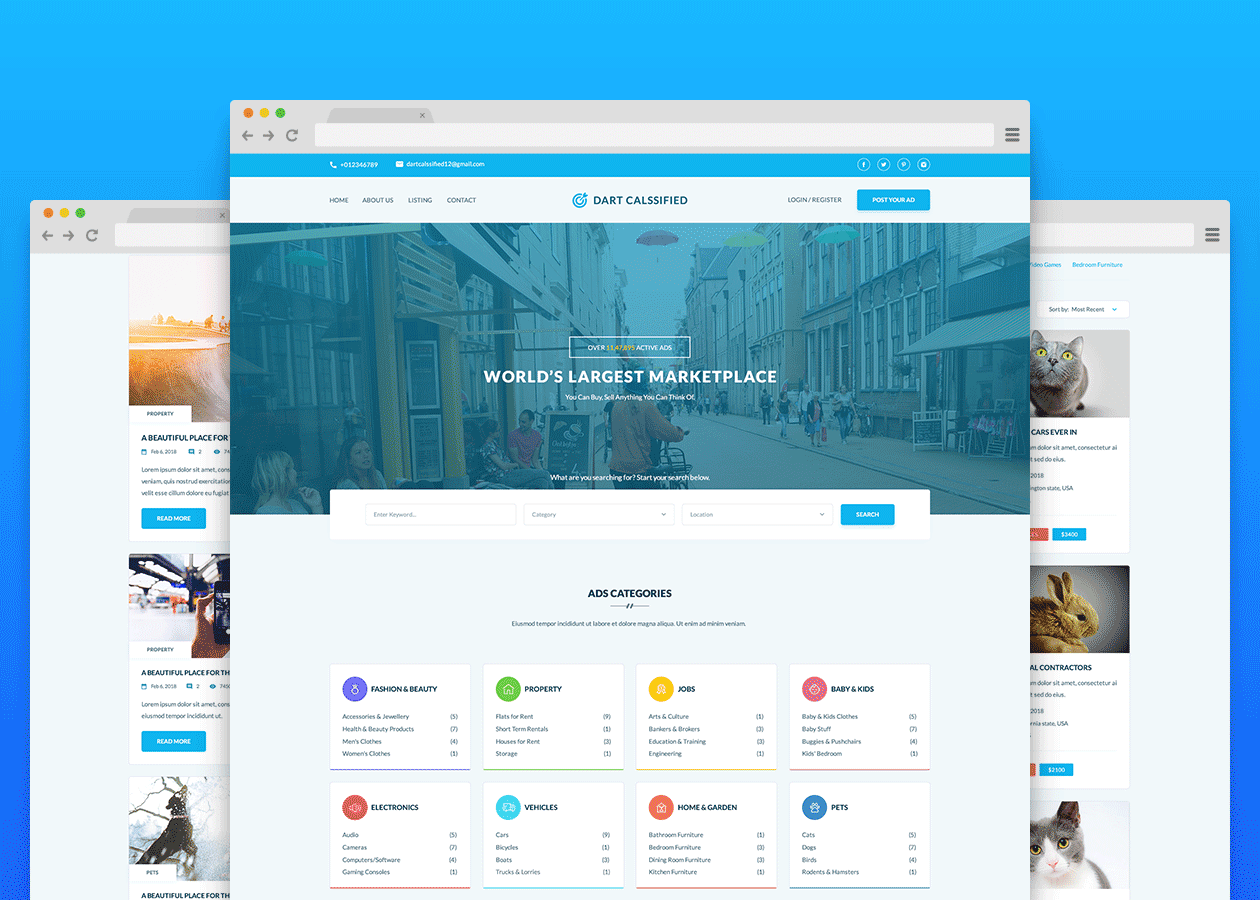 +012346789 dartcalssified12@gmail.com
HOME ABOUT US LISTING CONTACT
DART CALSSIFIED
LOGIN / REGISTER POST YOUR AD
OVER 11,47,895 ACTIVE ADS
WORLD'S LARGEST MARKETPLACE
You Can Buy, Sell Anything You Can Think Of.
What are you searching for? Start your search below.
Enter Keyword... Category Location SEARCH
ADS CATEGORIES
Eiusmod tempor incididunt ut labore et dolore magna aliqua. Ut enim ad minim veniam.
FASHION & BEAUTY
Accessories & Jewellery (5)
Health & Beauty Products (7)
Men's Clothes (4)
Women's Clothes (1)
PROPERTY
Flats for Rent (9)
Short Term Rentals (1)
Houses for Rent (3)
Storage (1)
JOBS
Arts & Culture (1)
Bankers & Brokers (3)
Education & Training (3)
Engineering (1)
BABY & KIDS
Baby & Kids Clothes (5)
Baby Stuff (7)
Buggies & Pushchairs (4)
Kids' Bedroom (1)
ELECTRONICS
Audio (5)
Cameras (7)
Computers/Software (4)
Gaming Consoles (1)
VEHICLES
Cars (9)
Bicycles (1)
Boats (3)
Trucks & Lorries (1)
HOME & GARDEN
Bathroom Furniture (1)
Bedroom Furniture (3)
Dining Room Furniture (3)
Kitchen Furniture (1)
PETS
Cats (5)
Dogs (7)
Birds (4)
Rodents & Hamsters (1)
PROPERTY
A BEAUTIFUL PLACE FOR
Feb 6, 2018 2 74
Lorem ipsum dolor sit amet, cons
veniam, quis nostrud exercitation
velit esse cillum dolore eu fugiat
READ MORE
PROPERTY
A BEAUTIFUL PLACE FOR TH
Feb 6, 2018 2 745
Lorem ipsum dolor sit amet, cons
eiusmod tempor incididunt ut.
READ MORE
PETS
A BEAUTIFUL PLACE FOR TH
Video Games Bedroom Furniture
Sort by: Most Recent
CARS EVER IN
m dolor sit amet, consectetur ai
sed do eius.
2018
ngton state, USA
$3400
AL CONTRACTORS
m dolor sit amet, consectetur ai
sed do eius.
2018
rnia state, USA
$2100